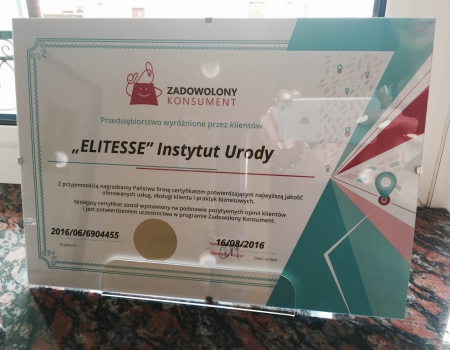 ZADOWOLONY
KONSUMENT
Przedsiębiorstwo wyróżnione przez klientów
„ELITESSE” Instytut Urody
Z przyjemnością nagradzamy Państwa firmę certyfikatem potwierdzającym najwyższą jakość
oferowanych usług, obsługi klienta i praktyk biznesowych.
Niniejszy certyfikat został wystawiony na podstawie pozytywnych opinii klientów
i jest potwierdzeniem uczestnictwa w programie Zadowolony Konsument.
2016/06/6904455
16/08/2016
Data i podpis